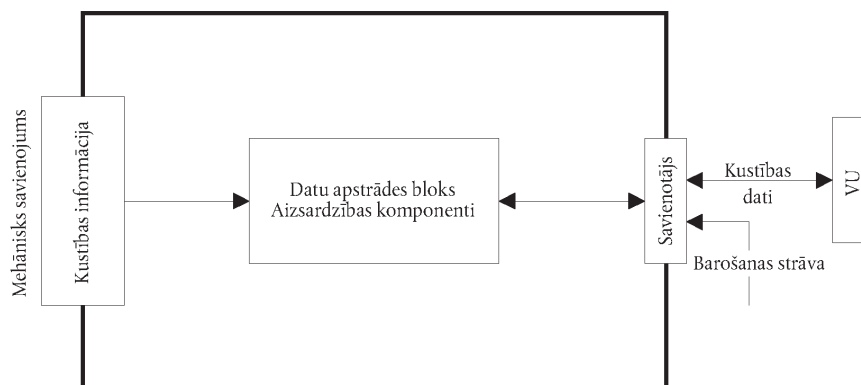 Mehānisks savienojums
Kustības informācija
Datu apstrādes bloks
Aizsardzības komponenti
Savienotājs
Kustības
dati
Barošanas strāva
VU